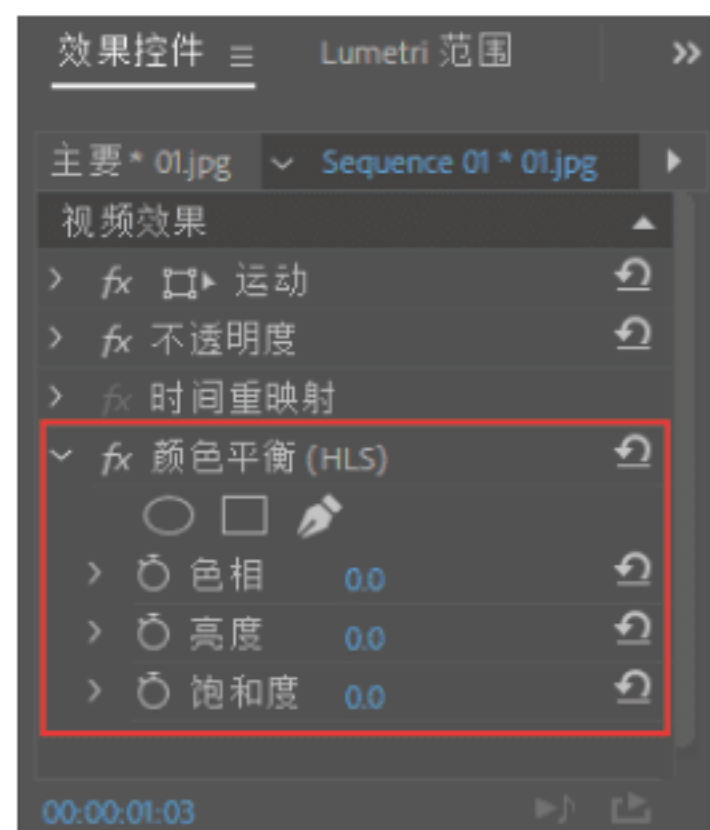 效果控件 Lumetri 范围
主要* 01.jpg Sequence 01 * 01.jpg
视频效果
fx 运动
fx 不透明度
fx 时间重映射
fx 颜色平衡 (HLS)
色相 0.0
亮度 0.0
饱和度 0.0
00:00:01:03